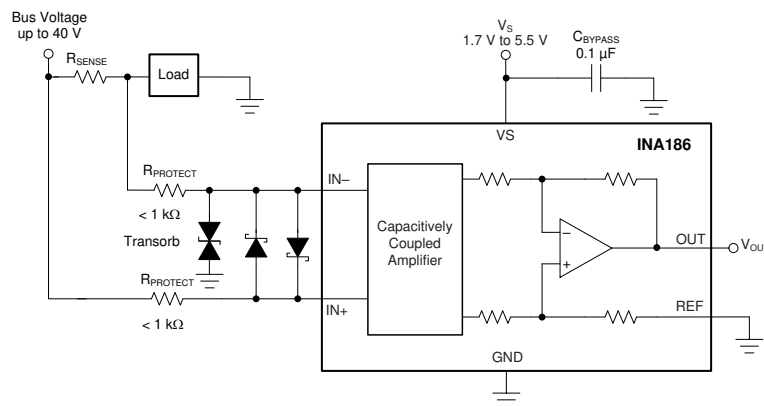 Bus Voltage
up to 40 V
RSENSE
Load
VS
1.7 V to 5.5 V
CBYPASS
0.1 µF
VS
INA186
RPROTECT
< 1 kΩ
Transorb
IN–
Capacitively
Coupled
Amplifier
–
+
OUT
VOU
RPROTECT
< 1 kΩ
IN+
REF
GND